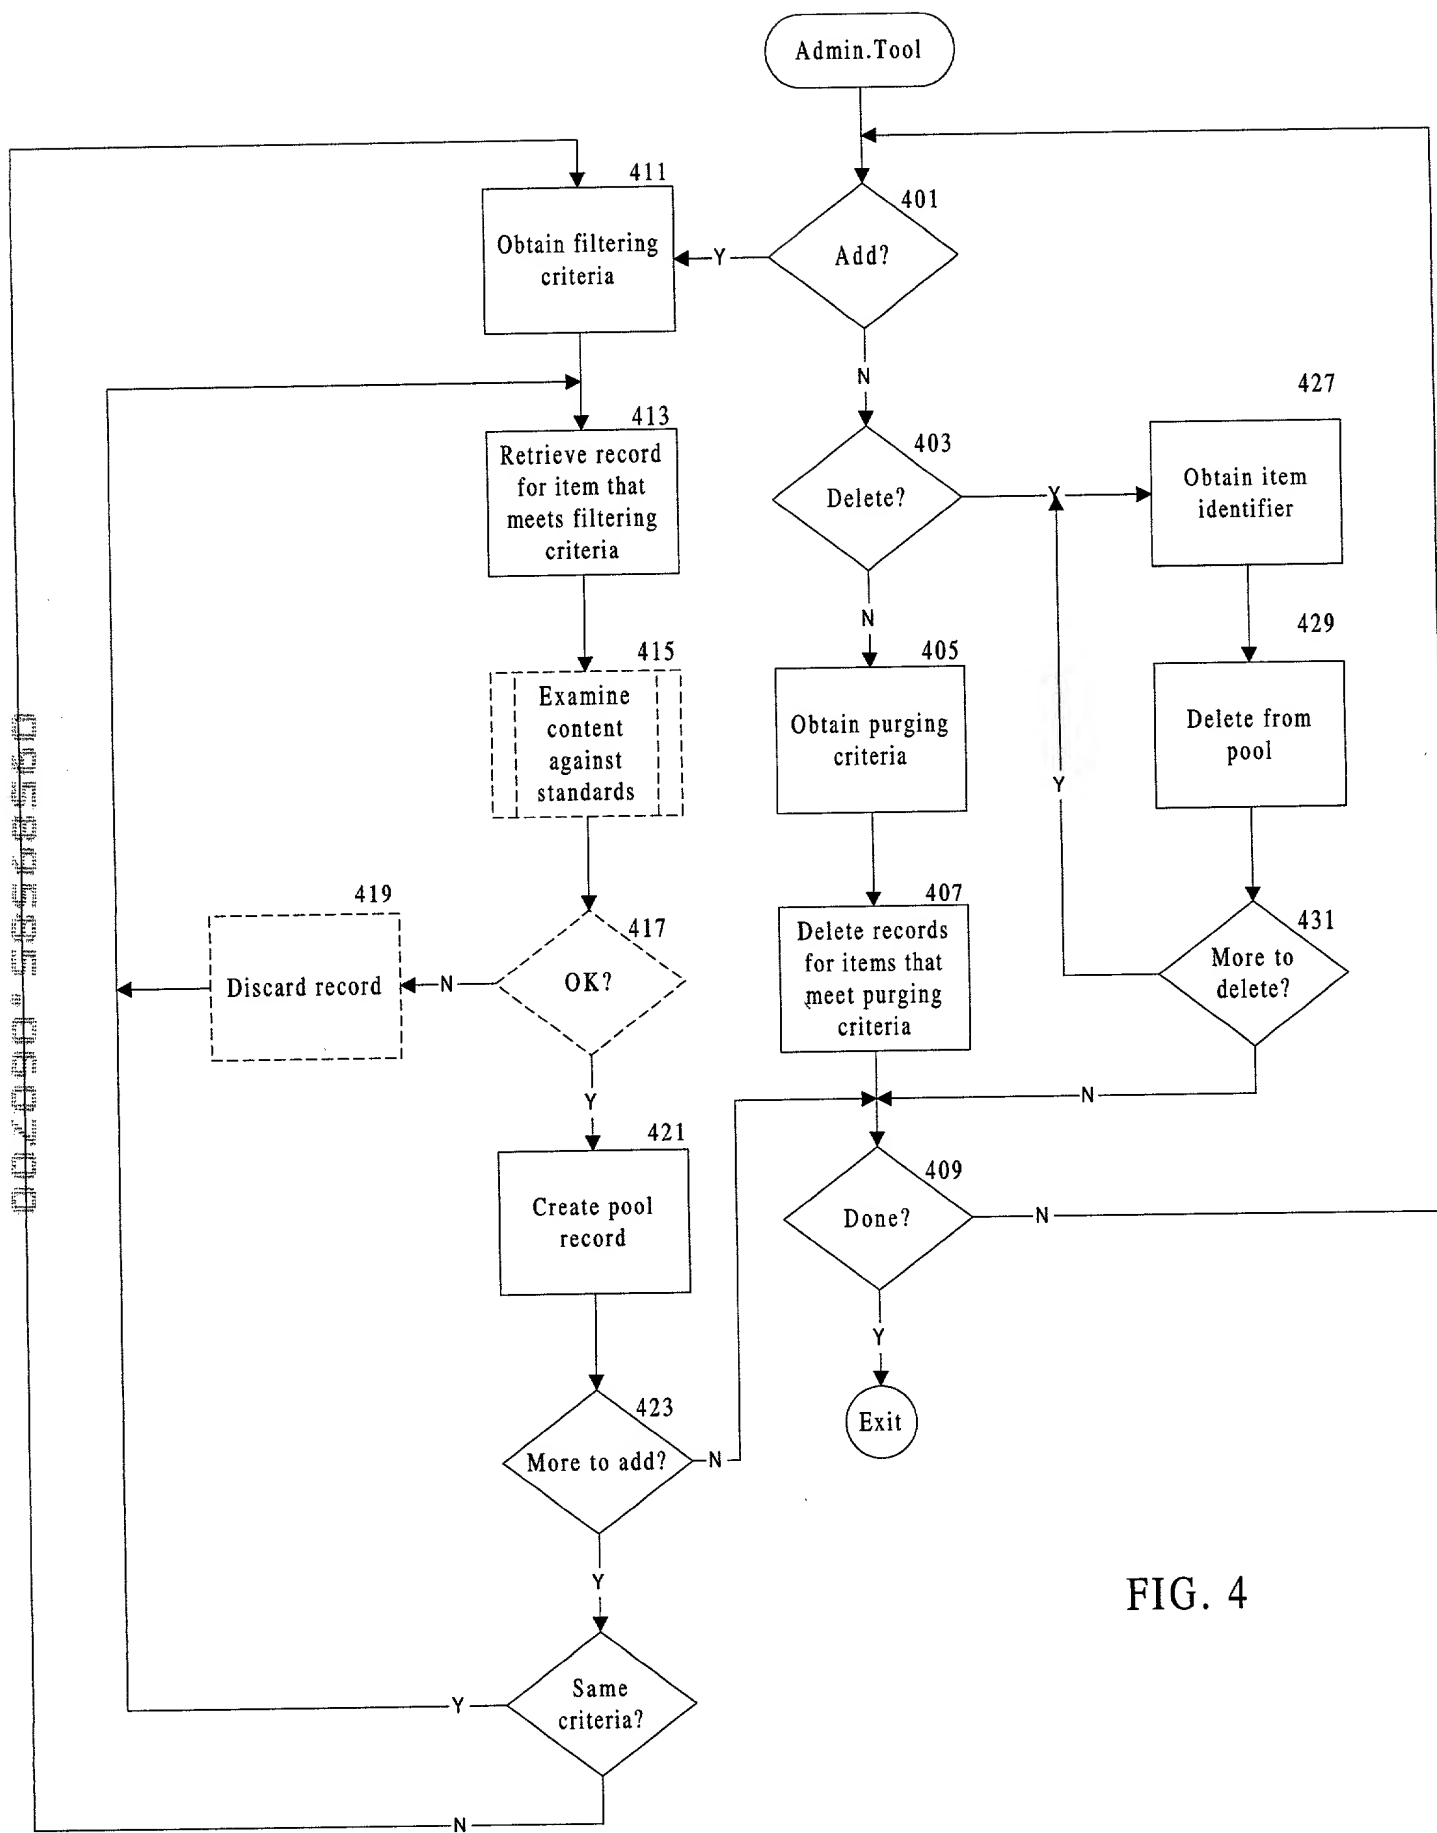 Admin.Tool
411
Obtain filtering
criteria
Y
401
Add?
N
413
Retrieve record
for item that
meets filtering
criteria
403
Delete?
Y
427
Obtain item
identifier
N
415
Examine
content
against
standards
405
Obtain purging
criteria
429
Delete from
pool
Y
419
Discard record
N
417
OK?
Y
407
Delete records
for items that
meet purging
criteria
431
More to
delete?
N
421
Create pool
record
409
Done?
N
Y
Exit
423
More to add?
N
Y
Same
criteria?
Y
N
FIG. 4